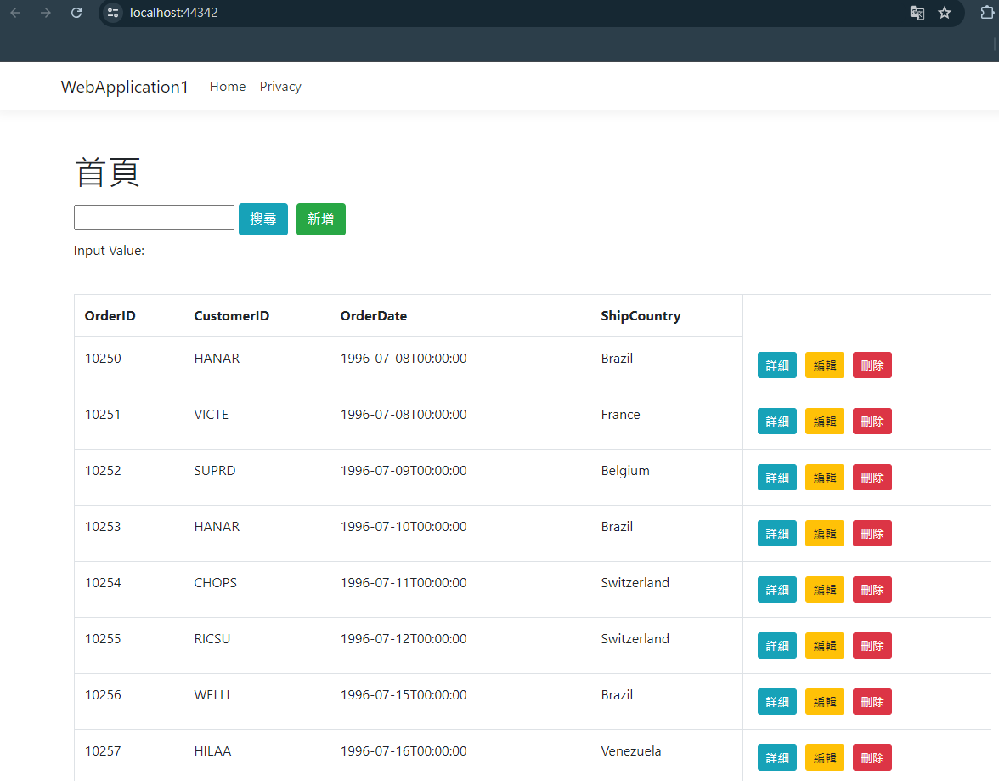 localhost:44342
WebApplication1 Home Privacy
首頁
搜尋 新增
Input Value:
OrderID CustomerID OrderDate ShipCountry
10250 HANAR 1996-07-08T00:00:00 Brazil 詳細 編輯 刪除
10251 VICTE 1996-07-08T00:00:00 France 詳細 編輯 刪除
10252 SUPRD 1996-07-09T00:00:00 Belgium 詳細 編輯 刪除
10253 HANAR 1996-07-10T00:00:00 Brazil 詳細 編輯 刪除
10254 CHOPS 1996-07-11T00:00:00 Switzerland 詳細 編輯 刪除
10255 RICSU 1996-07-12T00:00:00 Switzerland 詳細 編輯 刪除
10256 WELLI 1996-07-15T00:00:00 Brazil 詳細 編輯 刪除
10257 HILAA 1996-07-16T00:00:00 Venezuela 詳細 編輯 刪除